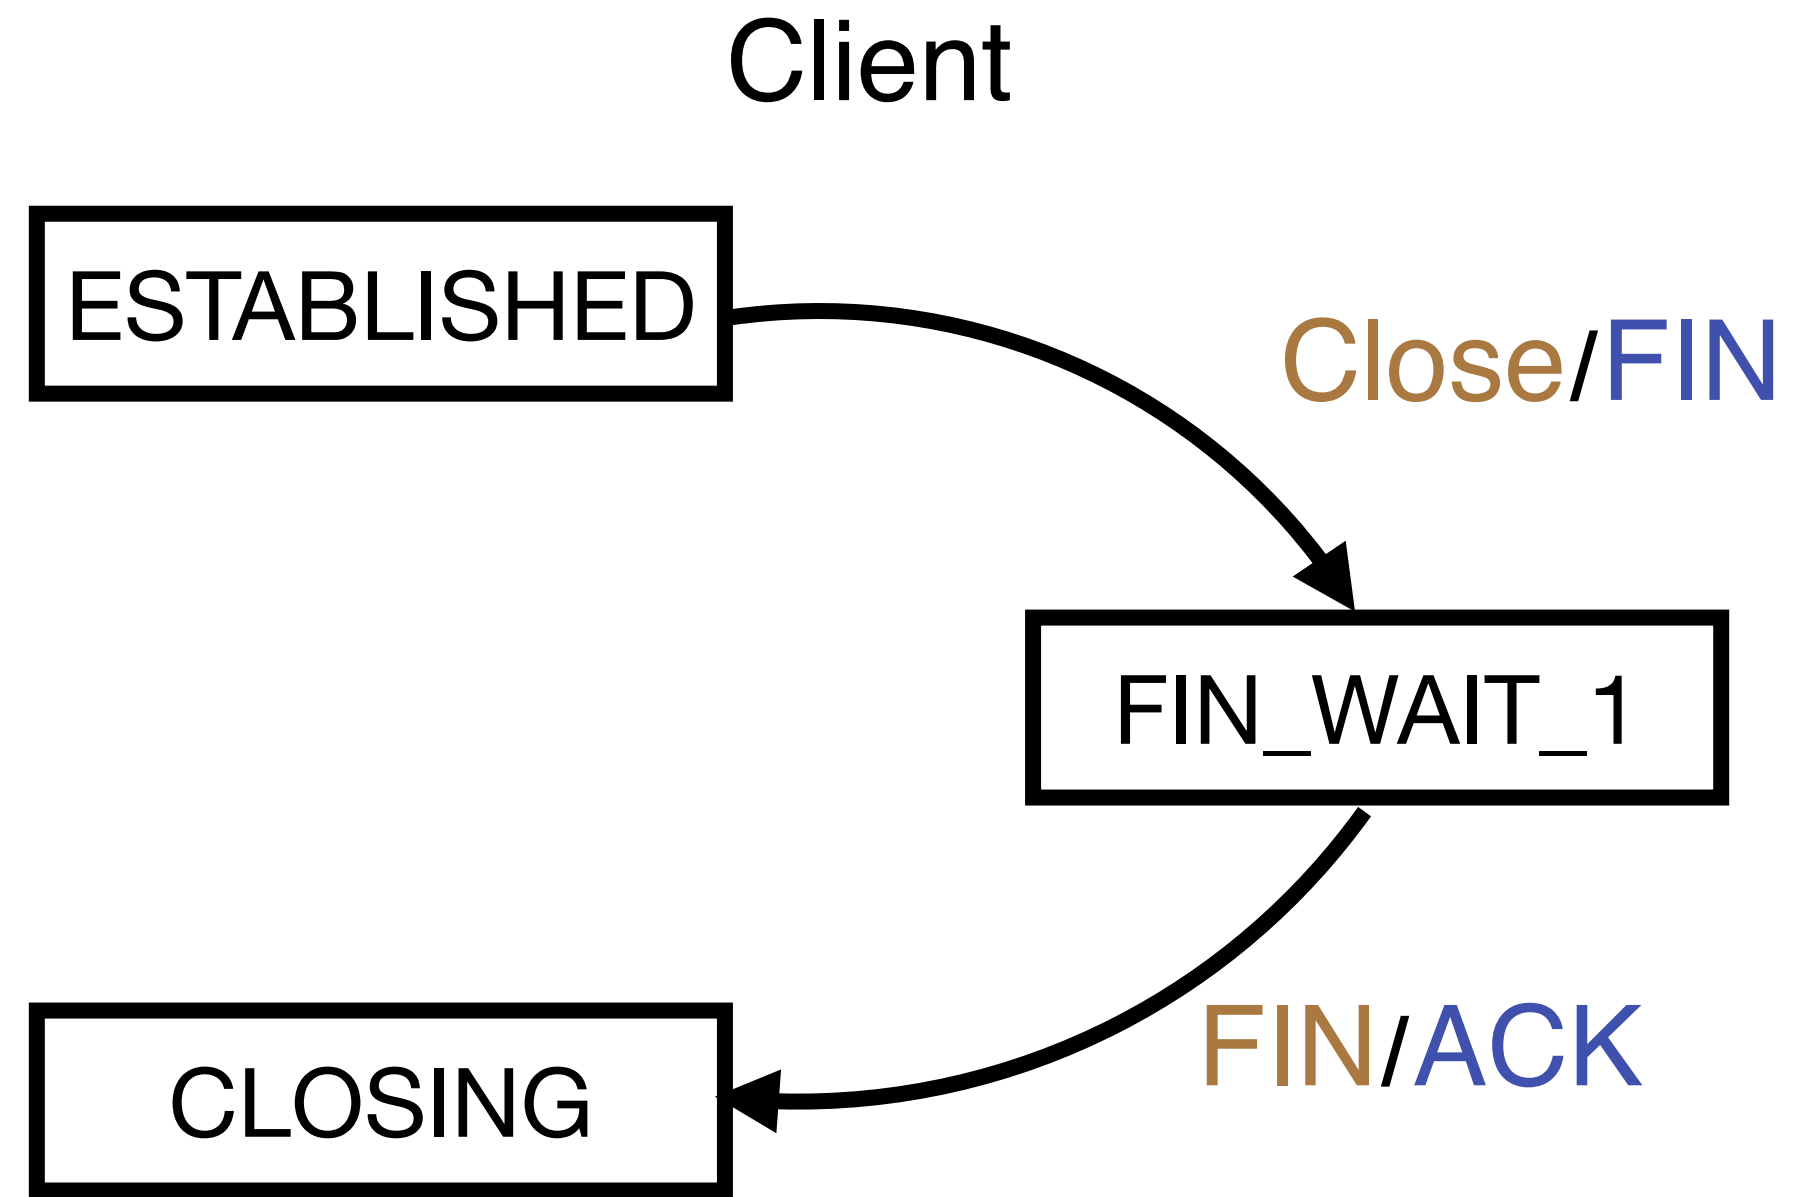 Client
ESTABLISHED
Close/FIN
FIN_WAIT_1
FIN/ACK
CLOSING